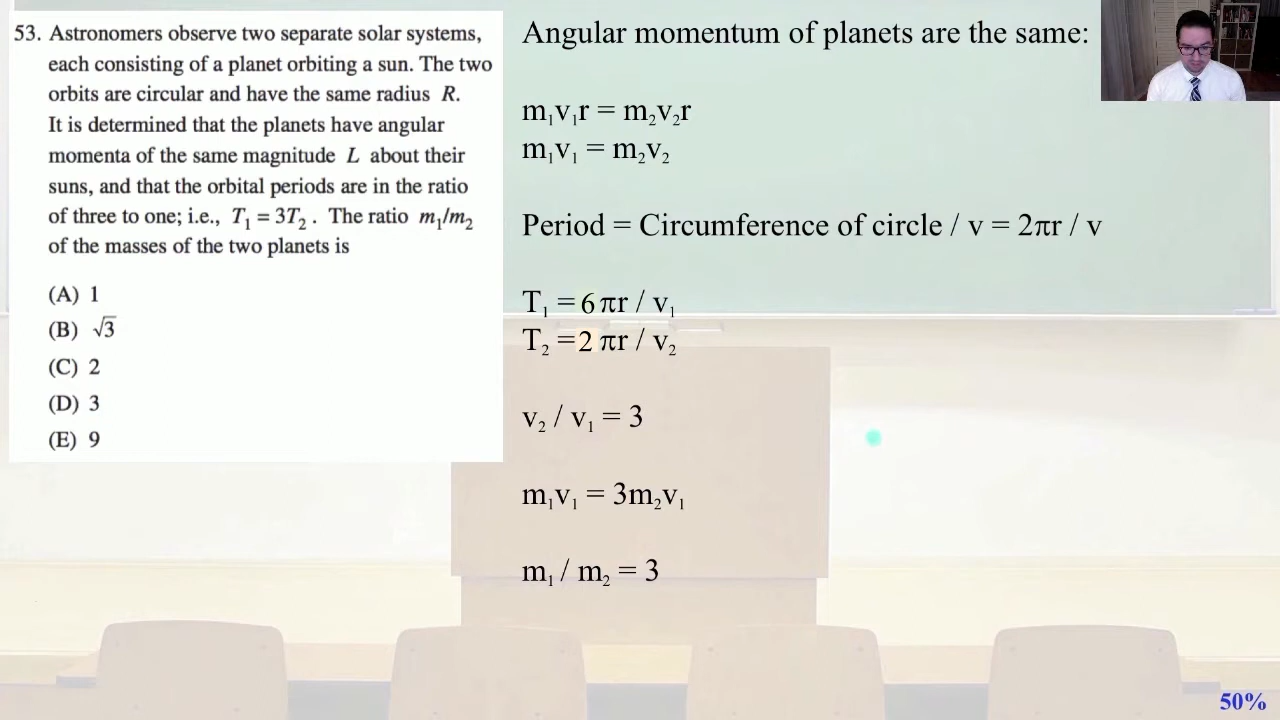 53. Astronomers observe two separate solar systems,
each consisting of a planet orbiting a sun. The two
orbits are circular and have the same radius R.
It is determined that the planets have angular
momenta of the same magnitude L about their
suns, and that the orbital periods are in the ratio
of three to one; i.e., T₁ = 3T₂ . The ratio m₁/m₂
of the masses of the two planets is
(A) 1
(B) √3
(C) 2
(D) 3
(E) 9
Angular momentum of planets are the same:
m₁v₁r = m₂v₂r
m₁v₁ = m₂v₂
Period = Circumference of circle / v = 2πr / v
T₁ = 6 πr / v₁
T₂ = 2 πr / v₂
v₂ / v₁ = 3
m₁v₁ = 3m₂v₁
m₁ / m₂ = 3
50%